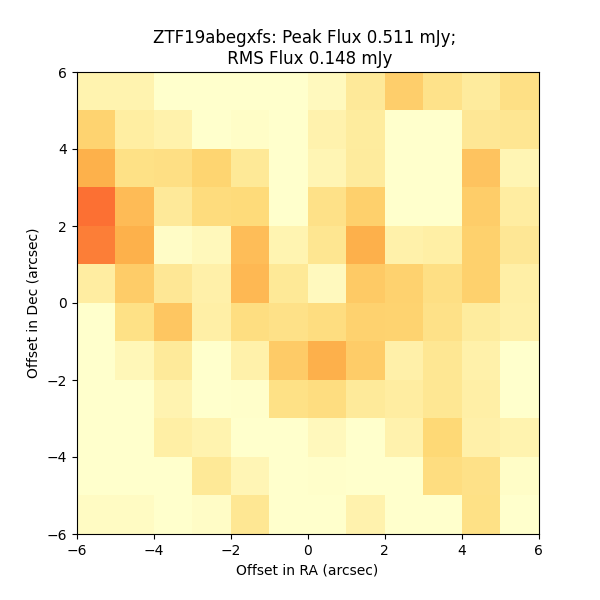 ZTF19abegxfs: Peak Flux 0.511 mJy;
RMS Flux 0.148 mJy
6
4
2
0
−2
−4
−6
Offset in Dec (arcsec)
−6 −4 −2 0 2 4 6
Offset in RA (arcsec)